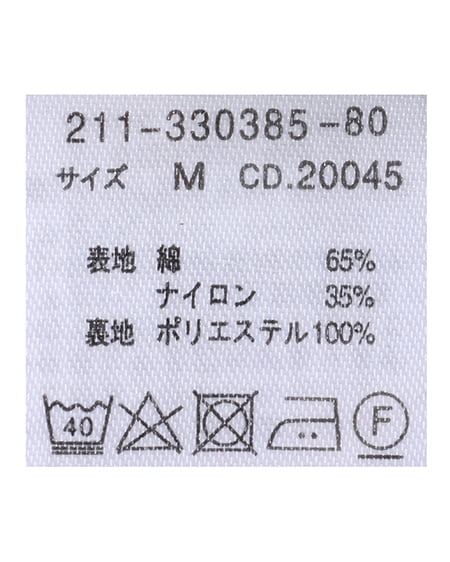 211-330385-80
サイズ M CD.20045
表地 綿 65%
ナイロン 35%
裏地 ポリエステル100%
40 F